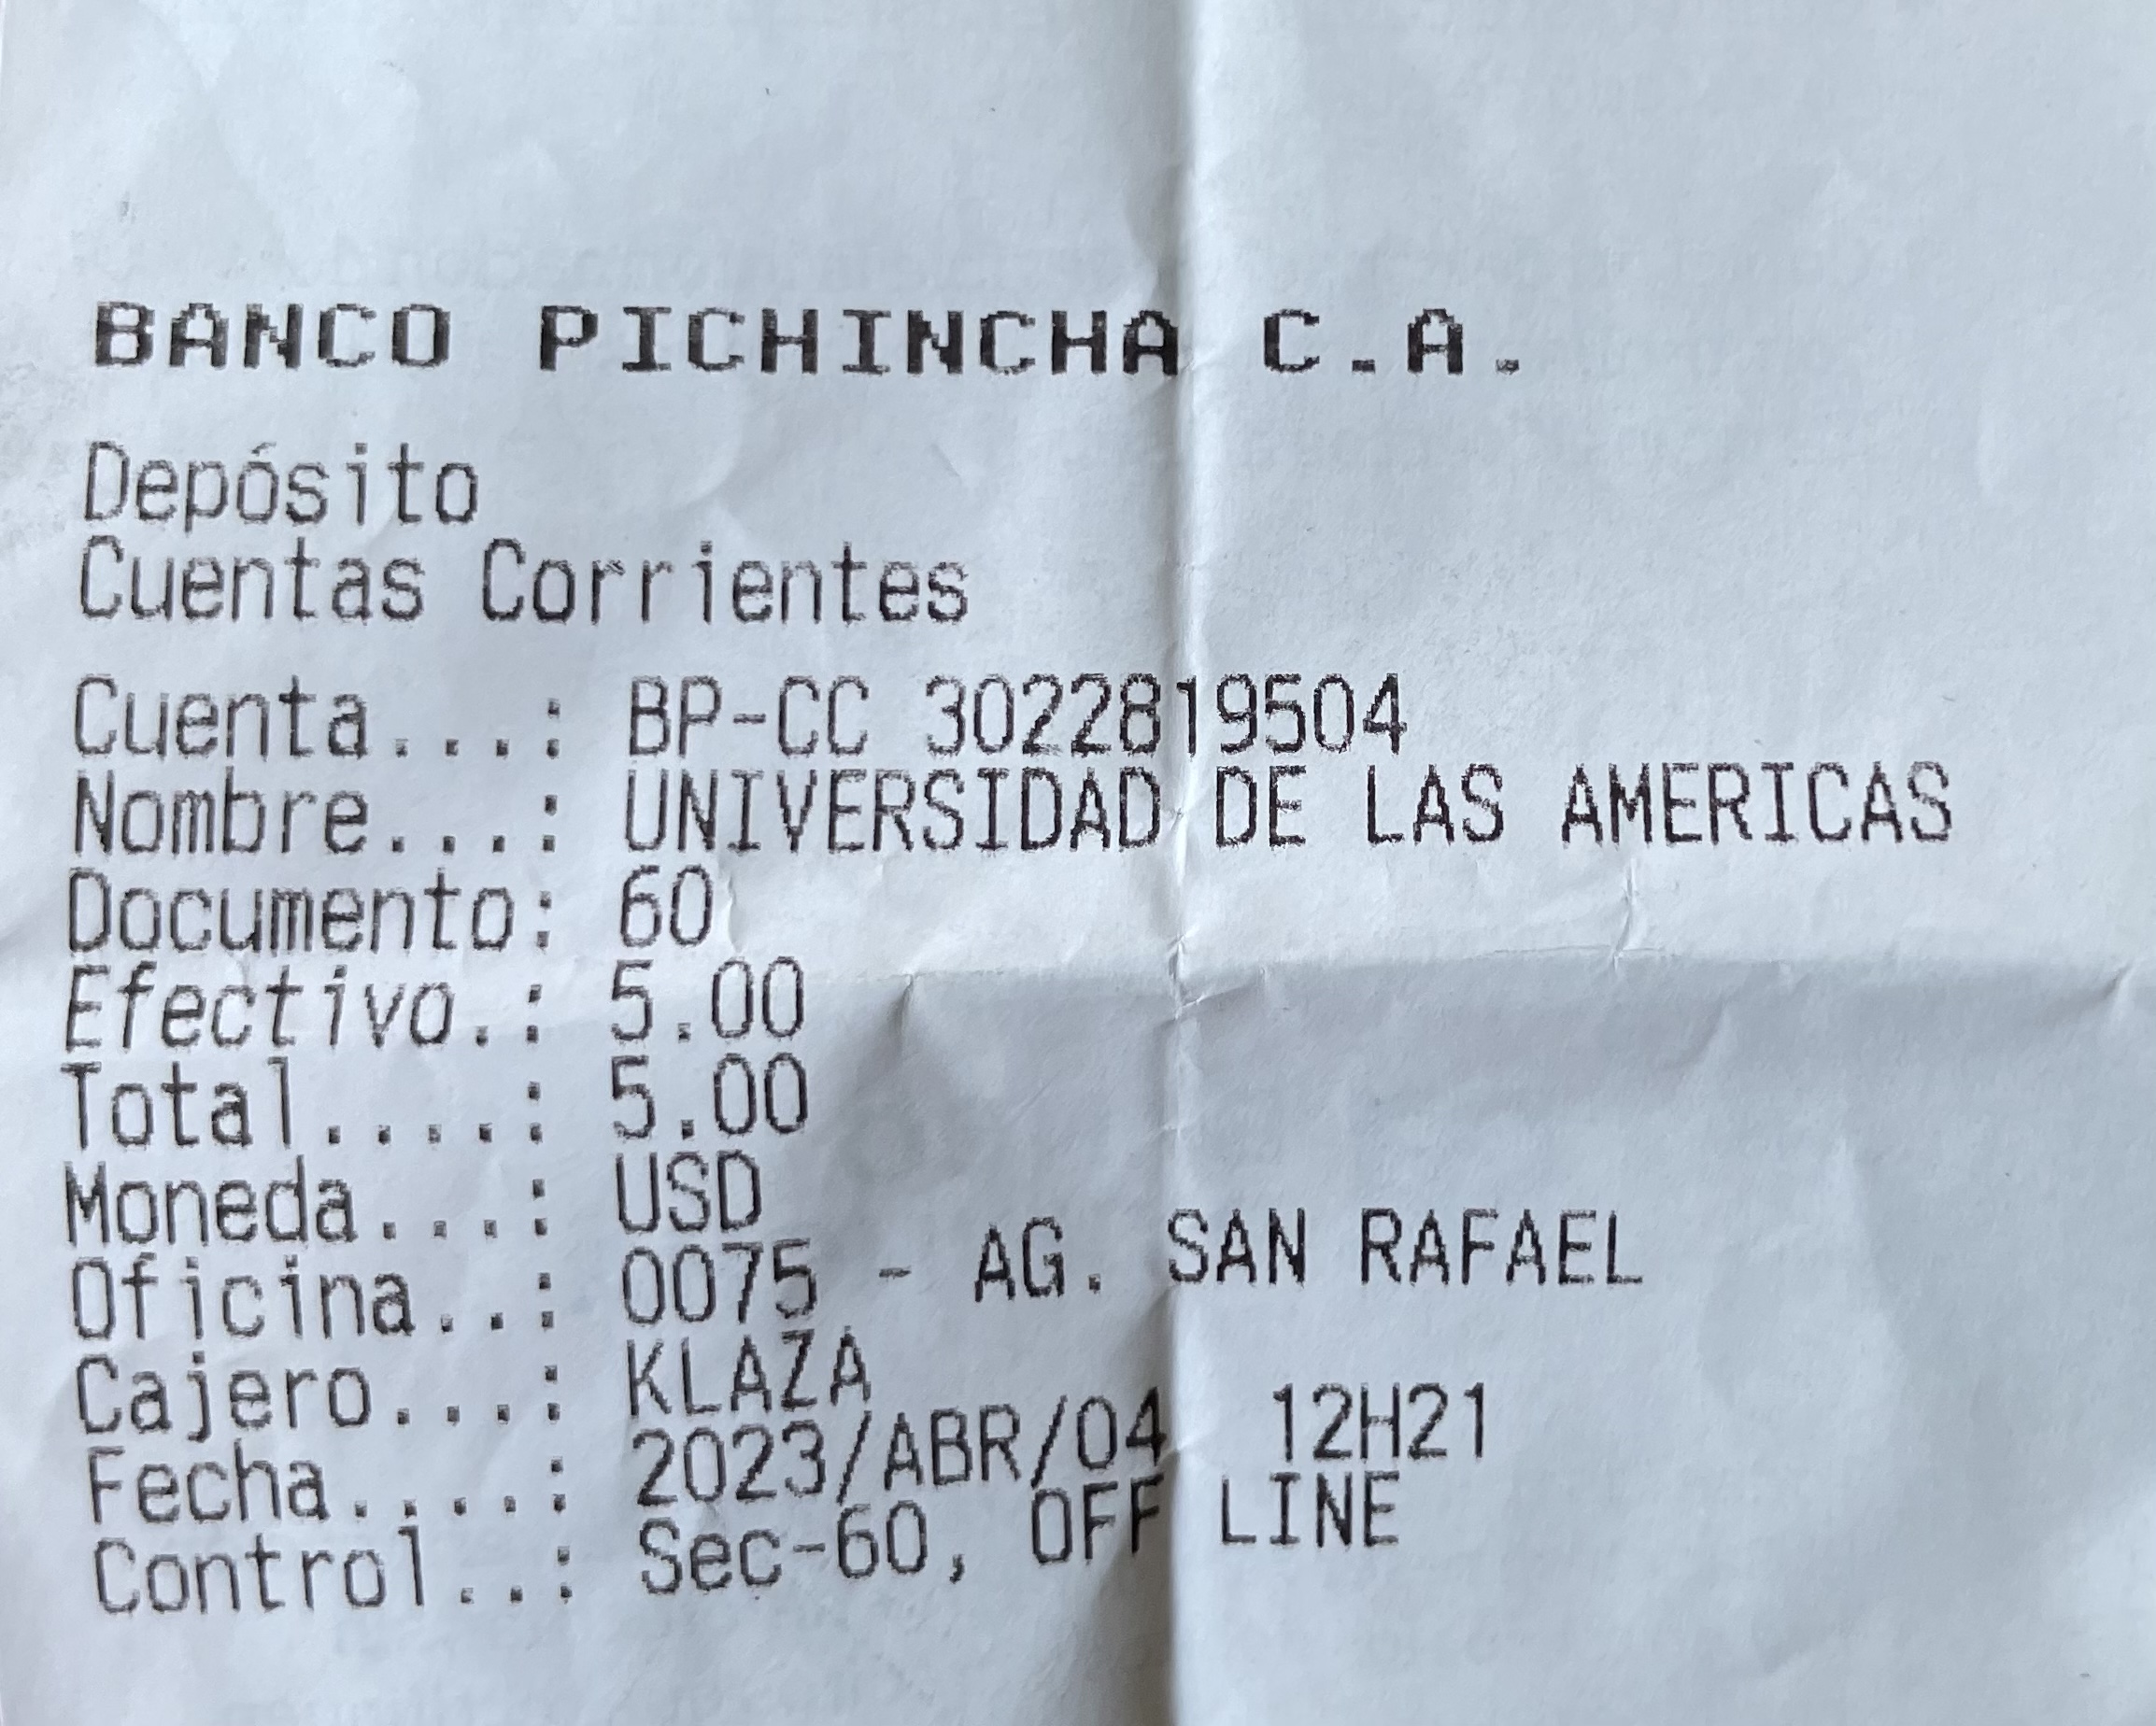 BANCO PICHINCHA C.A.
Depósito
Cuentas Corrientes
Cuenta...: BP-CC 3022819504
Nombre...: UNIVERSIDAD DE LAS AMERICAS
Documento: 60
Efectivo.: 5.00
Total....: 5.00
Moneda...: USD
Oficina..: 0075 - AG. SAN RAFAEL
Cajero...: KLAZA
Fecha....: 2023/ABR/04 12H21
Control..: Sec-60, OFF LINE